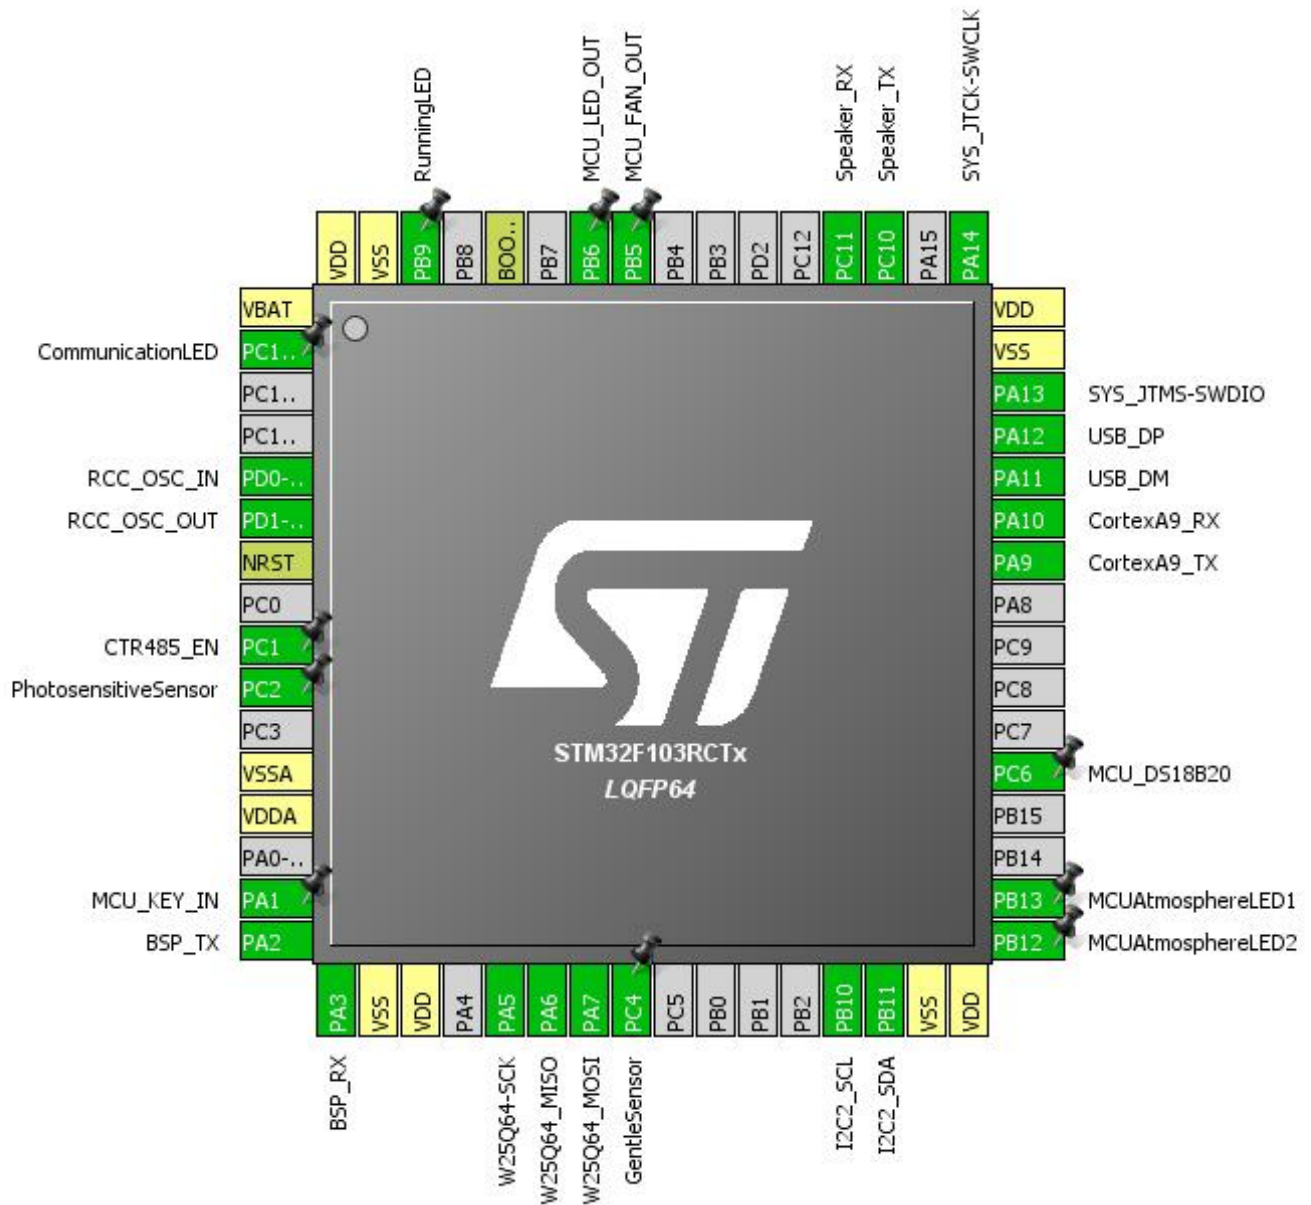 RunningLED
MCU_LED_OUT
MCU_FAN_OUT
Speaker_RX
Speaker_TX
SYS_JTCK-SWCLK
VDD
VSS
PB9
PB8
BOO..
PB7
PB6
PB5
PB4
PB3
PD2
PC12
PC11
PC10
PA15
PA14
VBAT
CommunicationLED
PC1..
PC1..
PC1..
RCC_OSC_IN
PD0-..
RCC_OSC_OUT
PD1-..
NRST
PC0
CTR485_EN
PC1
PhotosensitiveSensor
PC2
PC3
VSSA
VDDA
PA0-..
MCU_KEY_IN
PA1
BSP_TX
PA2
STM32F103RCTx
LQFP64
VDD
VSS
PA13
SYS_JTMS-SWDIO
PA12
USB_DP
PA11
USB_DM
PA10
CortexA9_RX
PA9
CortexA9_TX
PA8
PC9
PC8
PC7
PC6
MCU_DS18B20
PB15
PB14
PB13
MCUAtmosphereLED1
PB12
MCUAtmosphereLED2
PA3
VSS
VDD
PA4
PA5
PA6
PA7
PC4
PC5
PB0
PB1
PB2
PB10
PB11
VSS
VDD
BSP_RX
W25Q64-SCK
W25Q64_MISO
W25Q64_MOSI
GentleSensor
I2C2_SCL
I2C2_SDA